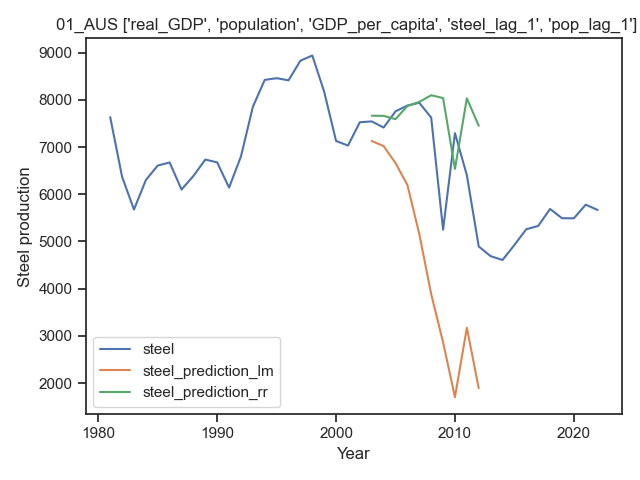 01_AUS ['real_GDP', 'population', 'GDP_per_capita', 'steel_lag_1', 'pop_lag_1']
9000
8000
7000
6000
5000
4000
3000
2000
Steel production
steel
steel_prediction_lm
steel_prediction_rr
1980 1990 2000 2010 2020
Year